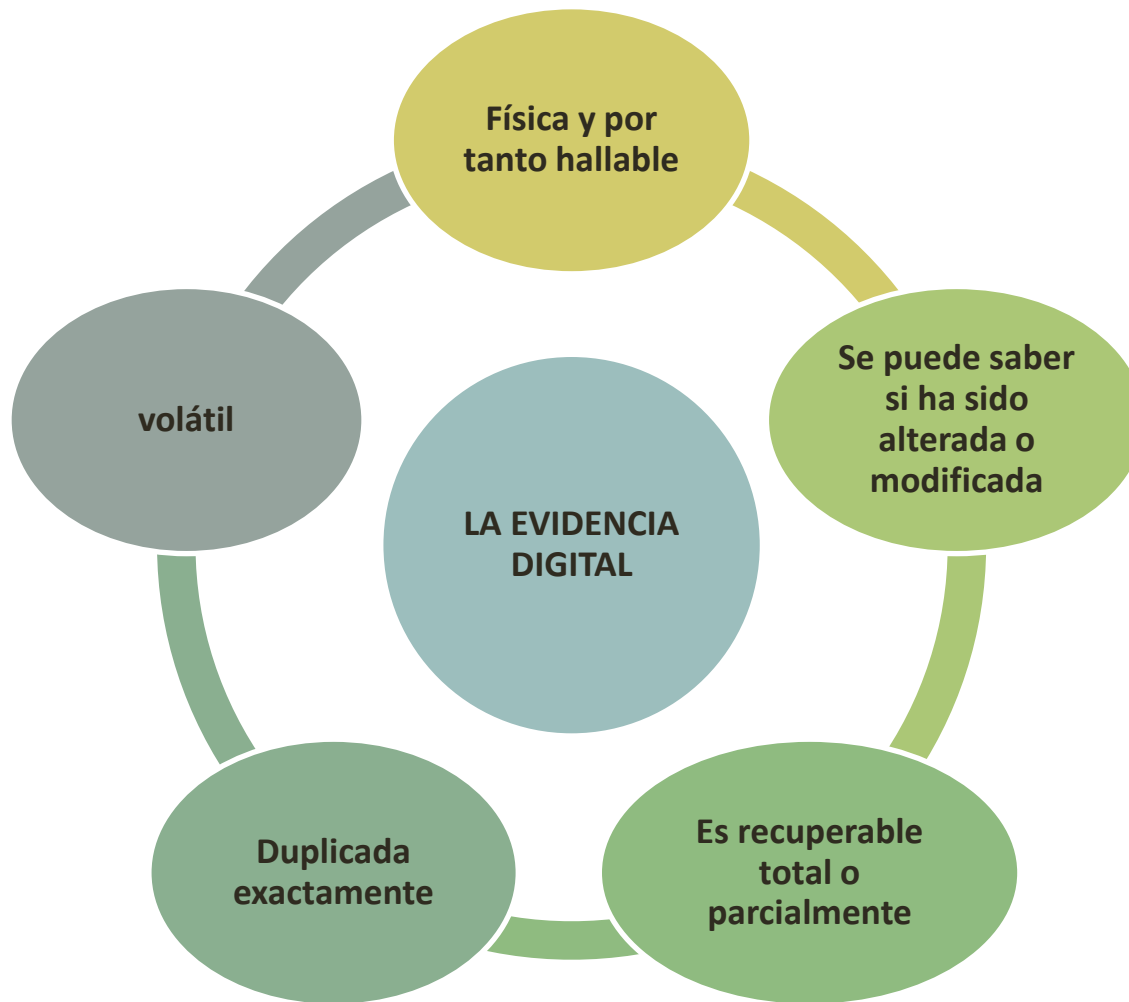 Física y por
tanto hallable
Se puede saber
si ha sido
alterada o
modificada
volátil
LA EVIDENCIA
DIGITAL
Es recuperable
total o
parcialmente
Duplicada
exactamente